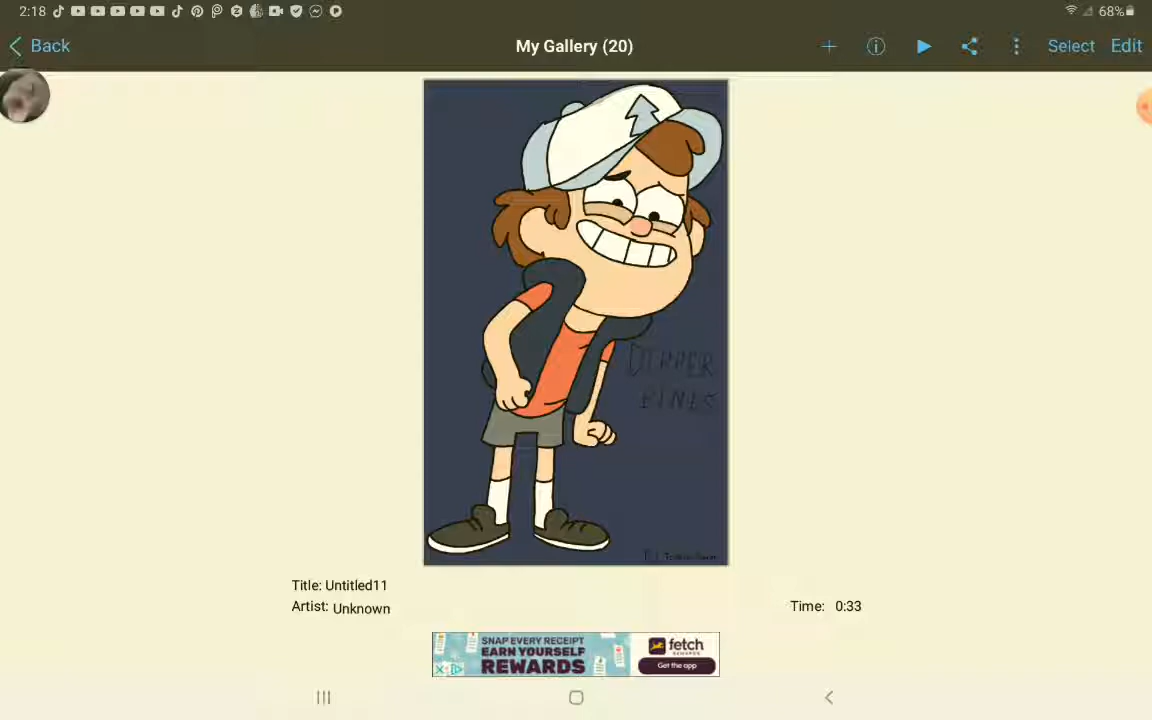 2:18
68%
Back
My Gallery (20)
Select
Edit
DIPPER
PINES
Title: Untitled11
Artist: Unknown
Time: 0:33
SNAP EVERY RECEIPT
EARN YOURSELF
REWARDS
fetch
REWARDS
Get the app